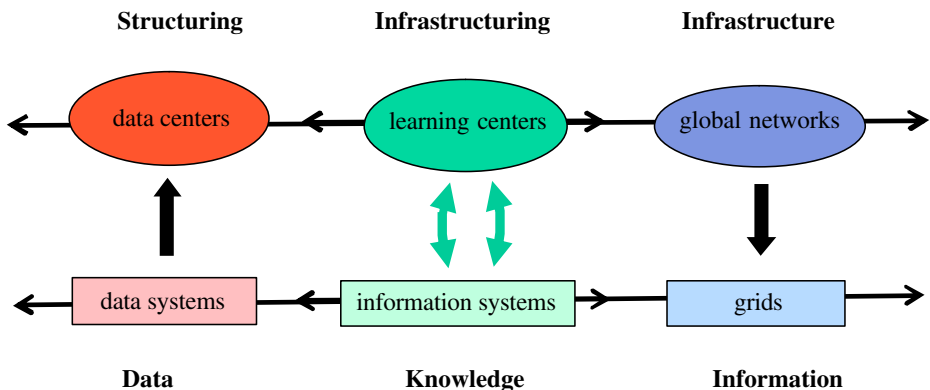 Structuring
Infrastructuring
Infrastructure
data centers
learning centers
global networks
data systems
information systems
grids
Data
Knowledge
Information